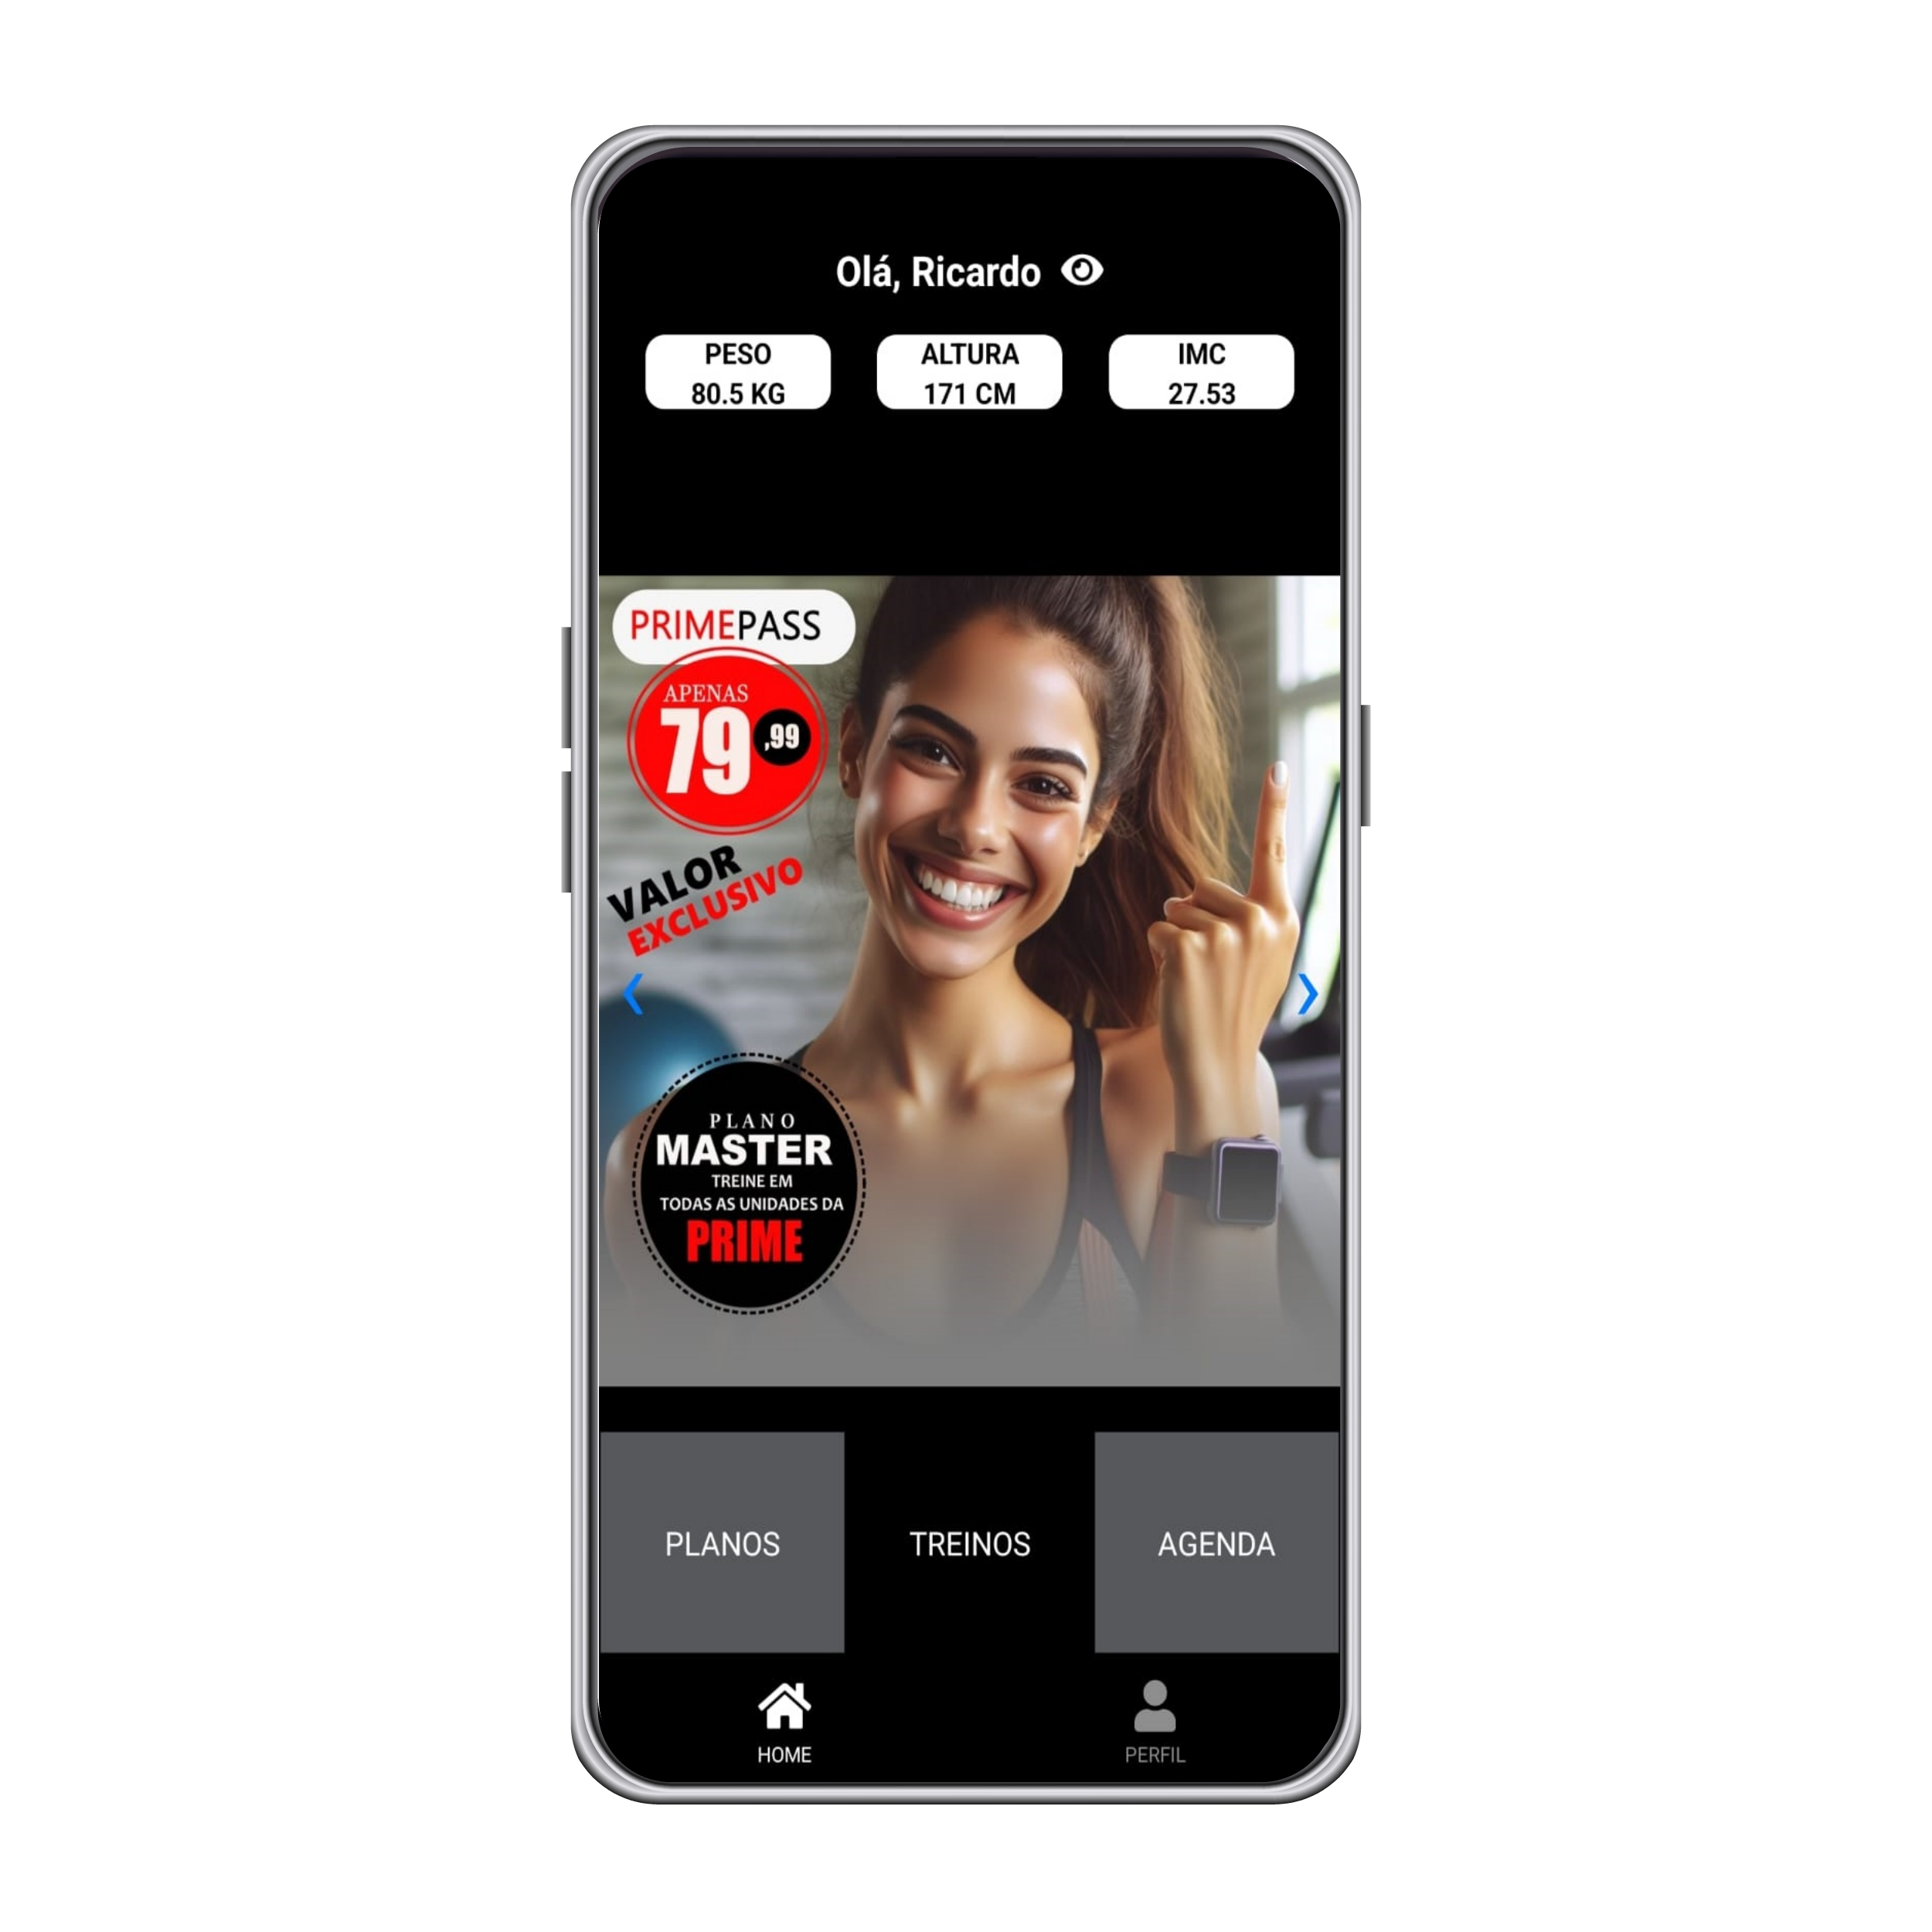 Olá, Ricardo
PESO
80.5 KG
ALTURA
171 CM
IMC
27.53
PRIMEPASS
APENAS
79,99
VALOR
EXCLUSIVO
PLANO
MASTER
TREINE EM
TODAS AS UNIDADES DA
PRIME
PLANOS
TREINOS
AGENDA
HOME
PERFIL